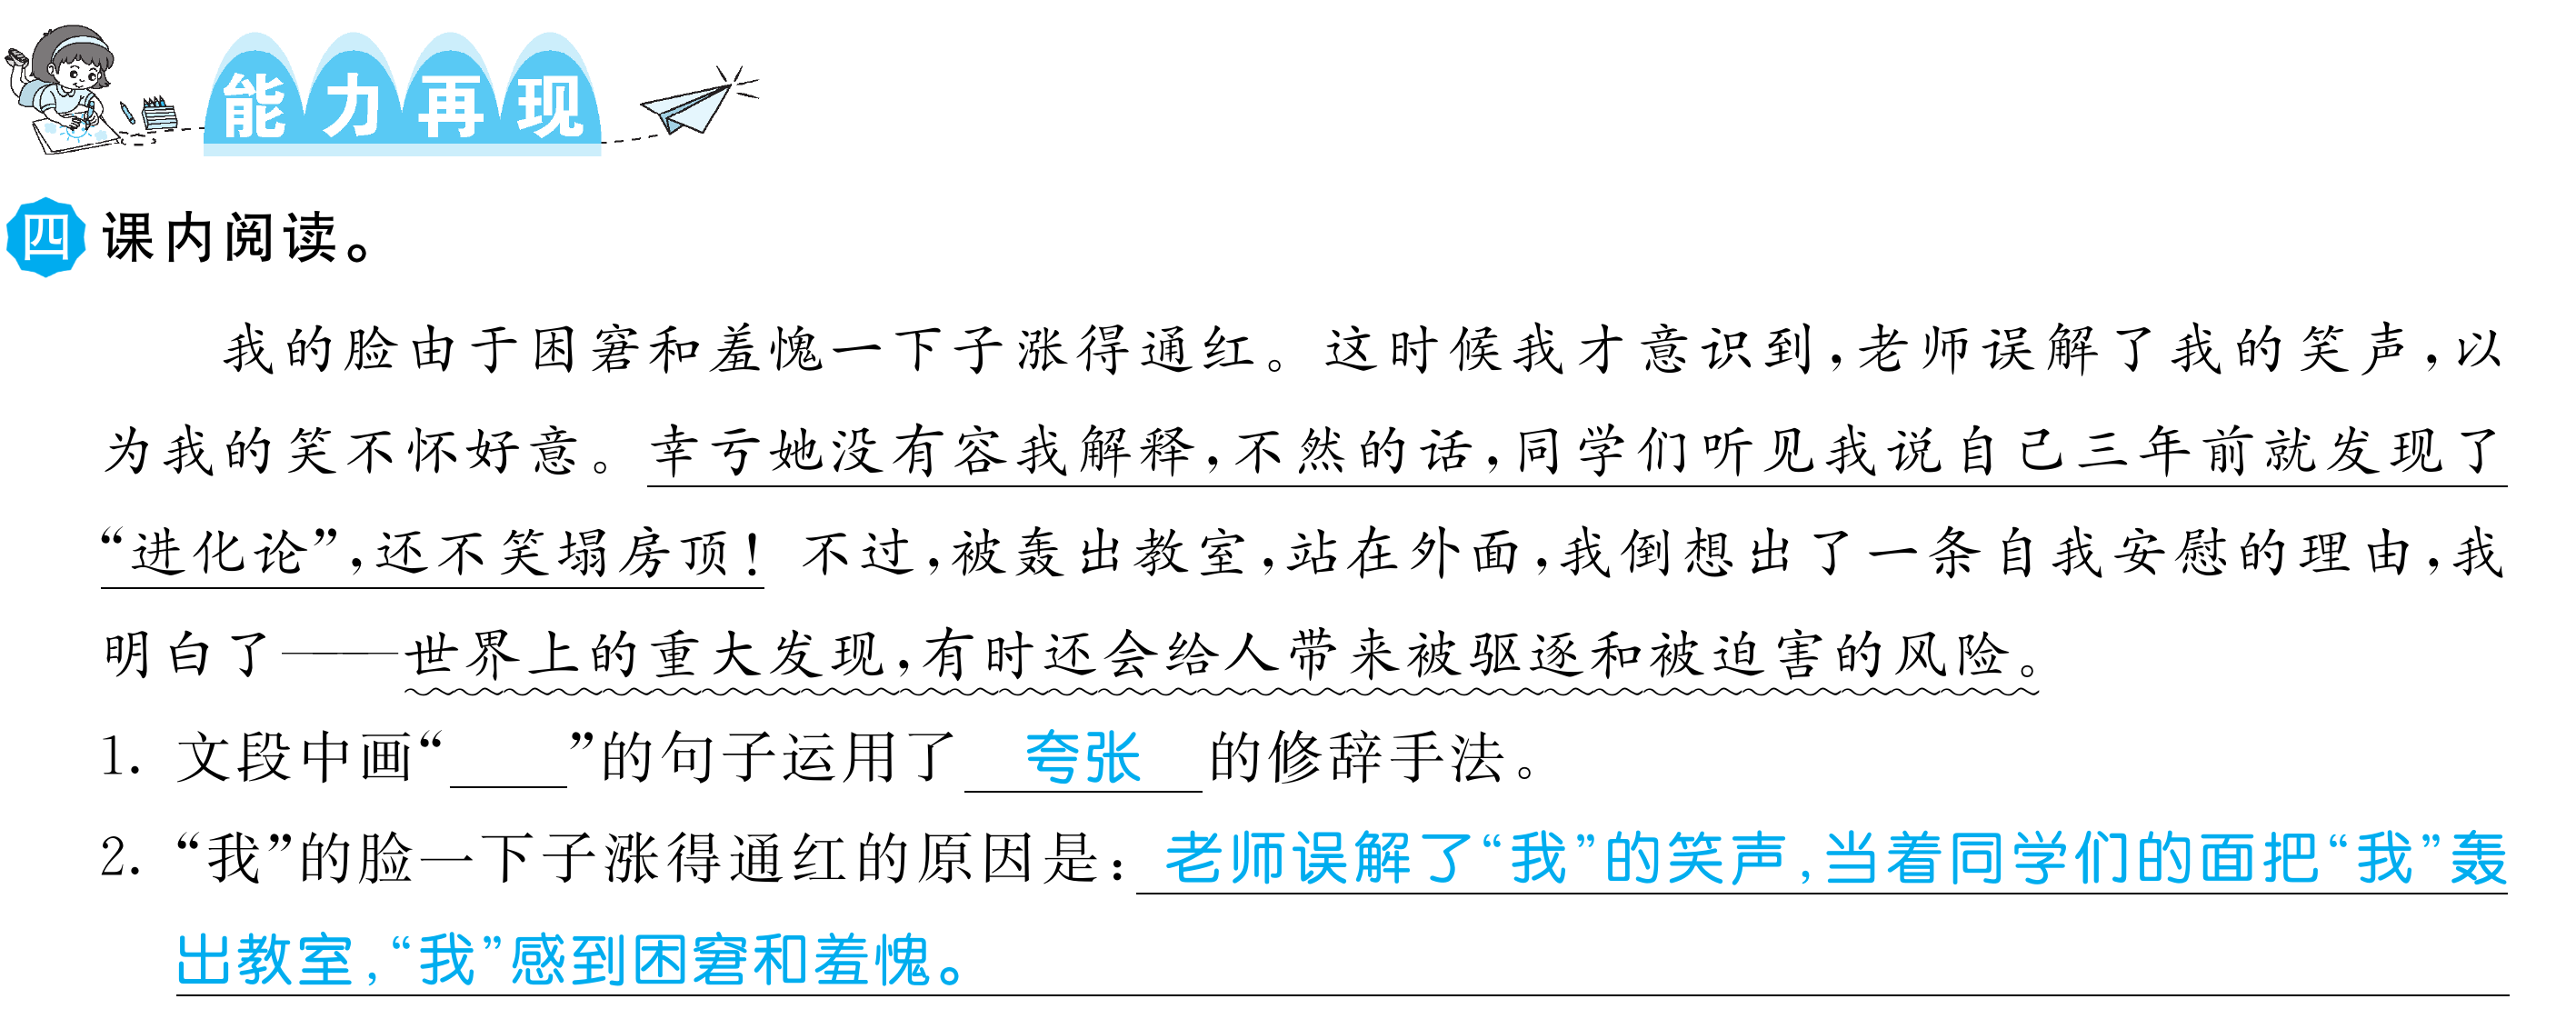 能力再现
四 课内阅读。
我的脸由于困窘和羞愧一下子涨得通红。这时候我才意识到,老师误解了我的笑声,以
为我的笑不怀好意。幸亏她没有容我解释,不然的话,同学们听见我说自己三年前就发现了
“进化论”,还不笑塌房顶!不过,被轰出教室,站在外面,我倒想出了一条自我安慰的理由,我
明白了——世界上的重大发现,有时还会给人带来被驱逐和被迫害的风险。
1. 文段中画“____”的句子运用了 夸张 的修辞手法。
2. “我”的脸一下子涨得通红的原因是:老师误解了“我”的笑声,当着同学们的面把“我”轰
出教室,“我”感到困窘和羞愧。